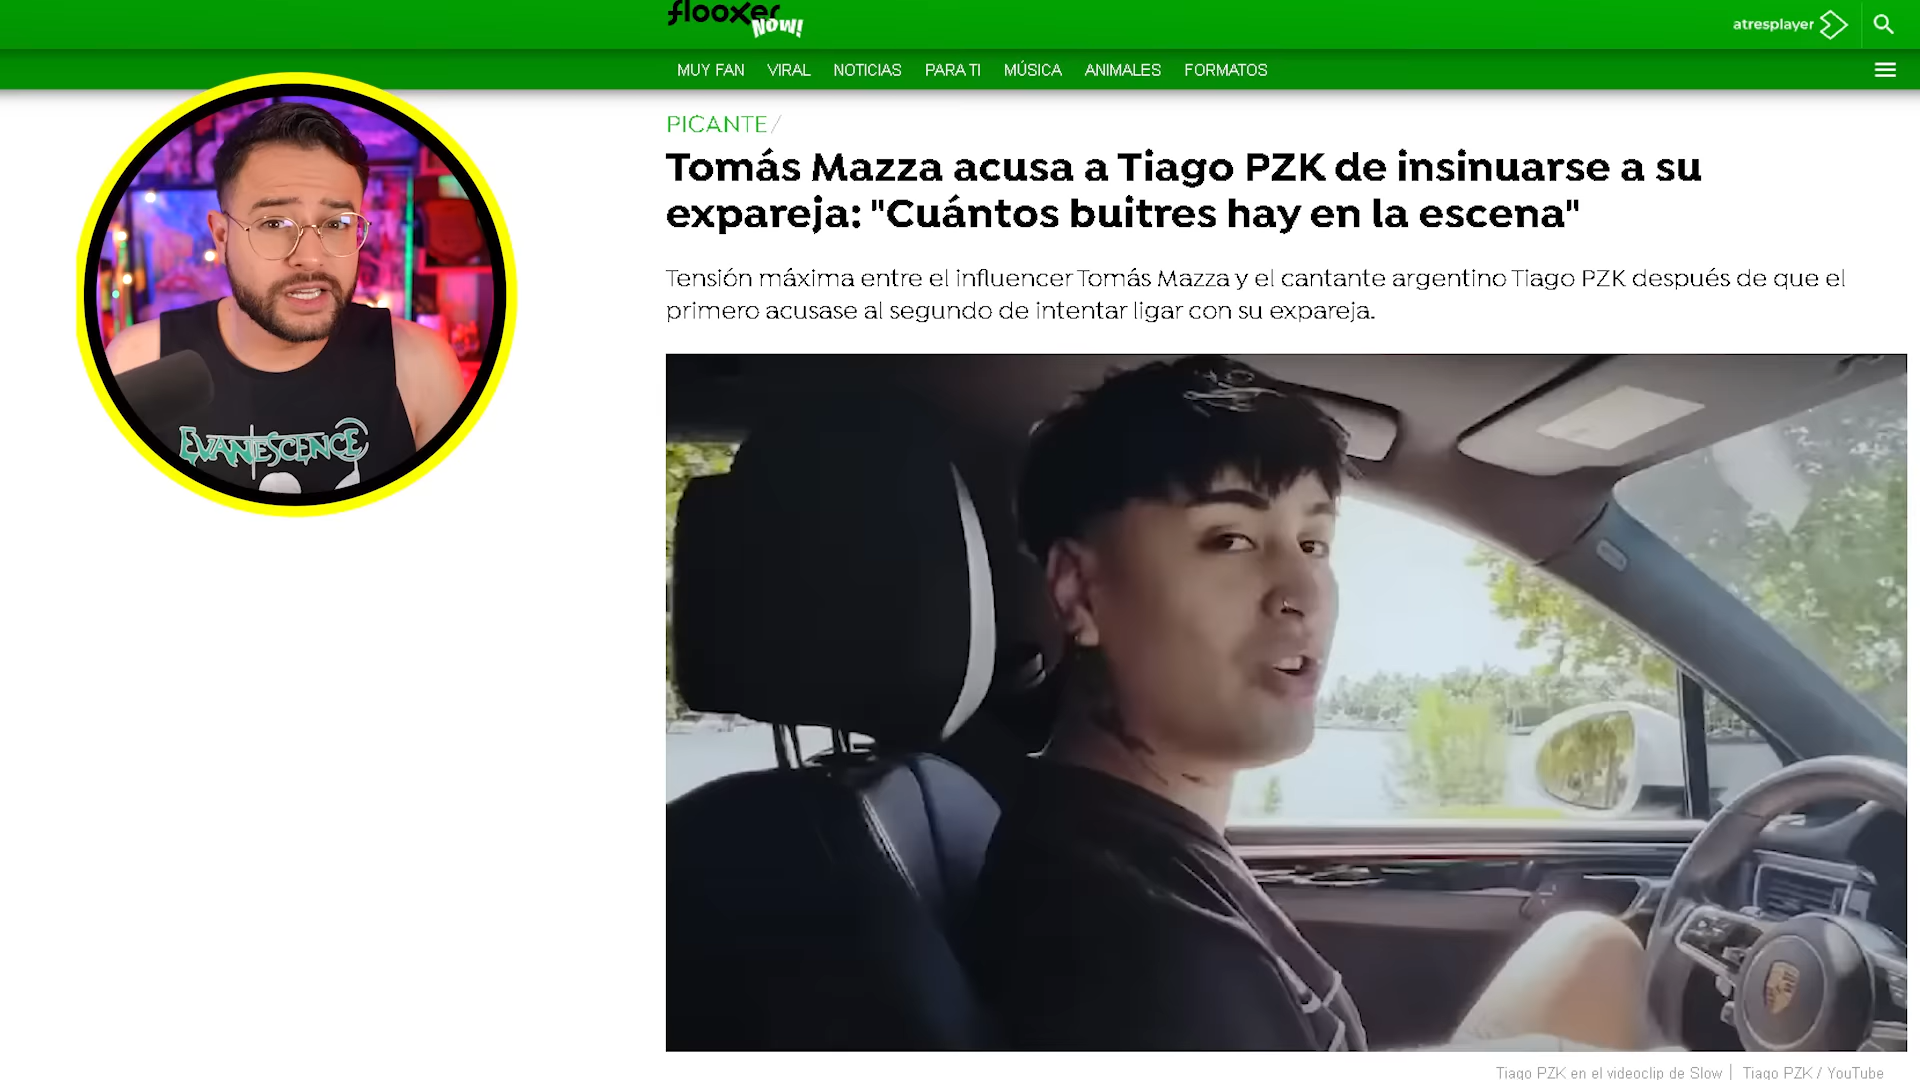 flooxer
NOW!
atresplayer
MUY FAN VIRAL NOTICIAS PARA TI MÚSICA ANIMALES FORMATOS
PICANTE/
Tomás Mazza acusa a Tiago PZK de insinuarse a su
expareja: "Cuántos buitres hay en la escena"
Tensión máxima entre el influencer Tomás Mazza y el cantante argentino Tiago PZK después de que el
primero acusase al segundo de intentar ligar con su expareja.
EVANESCENCE
Tiago PZK en el videoclip de Slow | Tiago PZK / YouTube